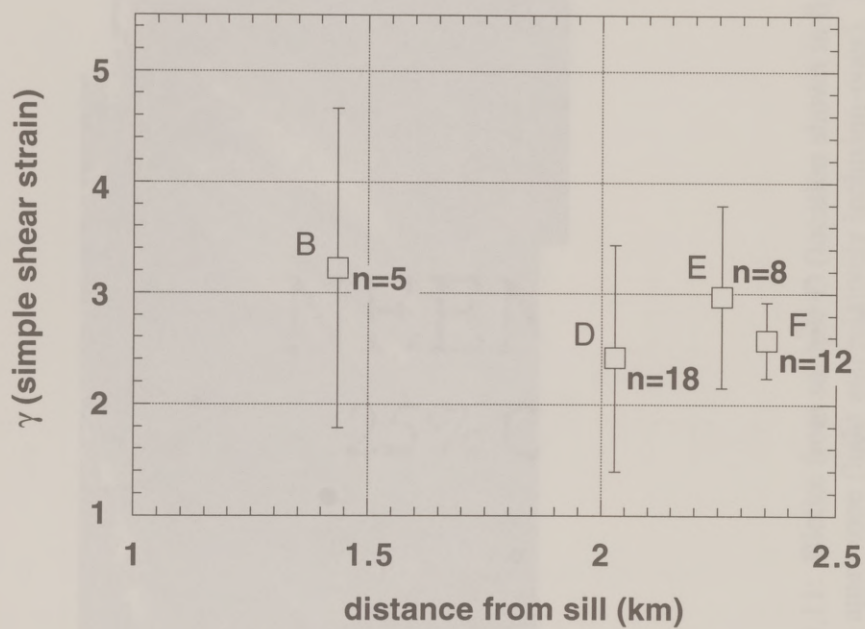 γ (simple shear strain)
5
4
3
2
1
B
n=5
D
n=18
E
n=8
F
n=12
1
1.5
2
2.5
distance from sill (km)